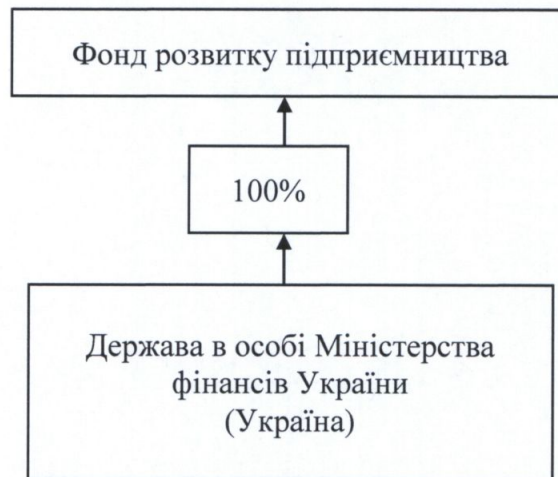 Фонд розвитку підприємництва
100%
Держава в особі Міністерства
фінансів України
(Україна)